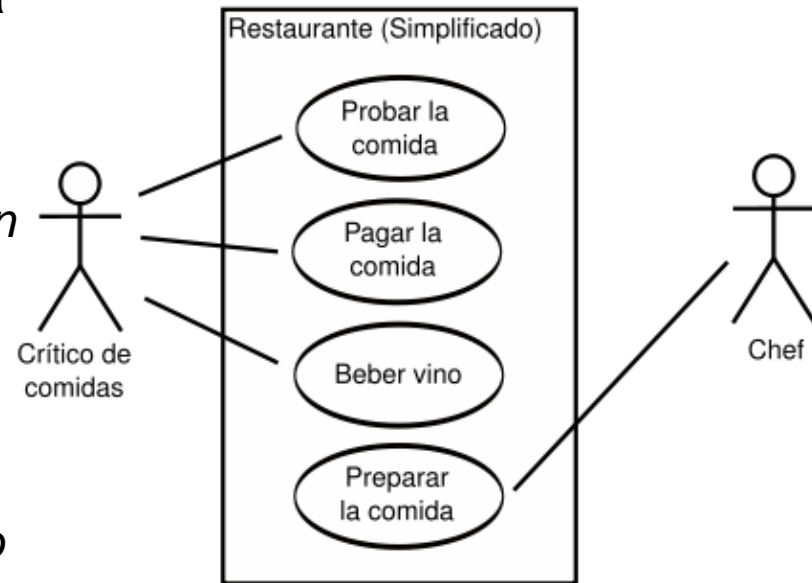 Restaurante (Simplificado)
Probar la
comida
n
Pagar la
comida
Crítico de
comidas
Beber vino
Chef
Preparar
la comida
o